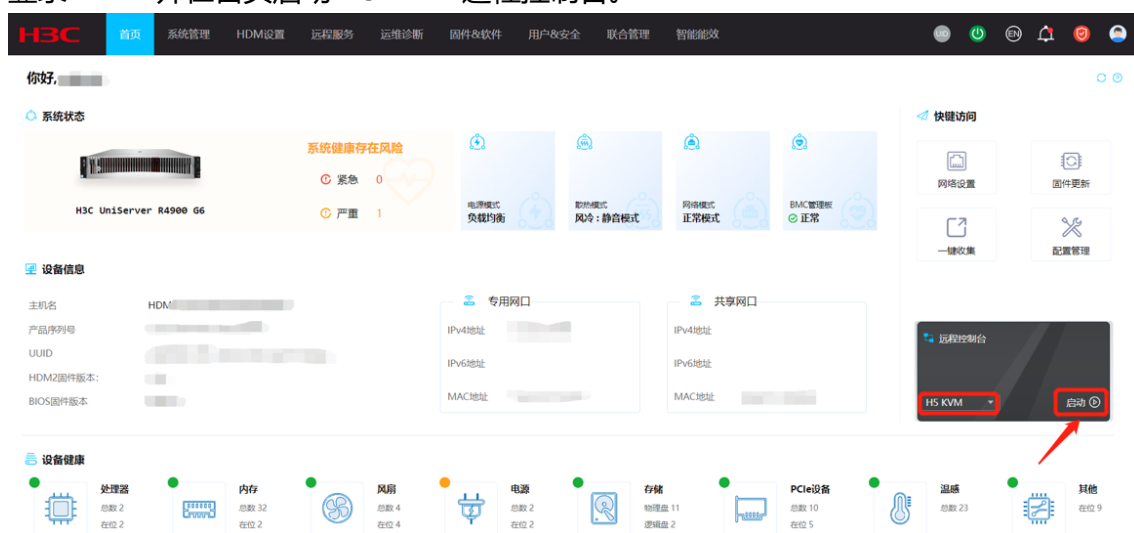 H3C 首页 系统管理 HDM设置 远程服务 运维诊断 固件&软件 用户&安全 联合管理 智能能效 UID EN
你好,
系统状态
快捷访问
H3C UniServer R4900 G6
系统健康存在风险
紧急 0
严重 1
电源模式
负载均衡
散热模式
风冷：静音模式
网络模式
正常模式
BMC管理板
正常
网络设置
固件更新
一键收集
配置管理
设备信息
主机名 HDM
产品序列号
UUID
HDM2固件版本:
BIOS固件版本
专用网口
IPv4地址
IPv6地址
MAC地址
共享网口
IPv4地址
IPv6地址
MAC地址
远程控制台
H5 KVM
启动
设备健康
处理器
总数 2
在位 2
内存
总数 32
在位 2
风扇
总数 4
在位 4
电源
总数 2
在位 2
存储
物理盘 11
逻辑盘 2
PCIe设备
总数 10
在位 5
温感
总数 23
其他
在位 9